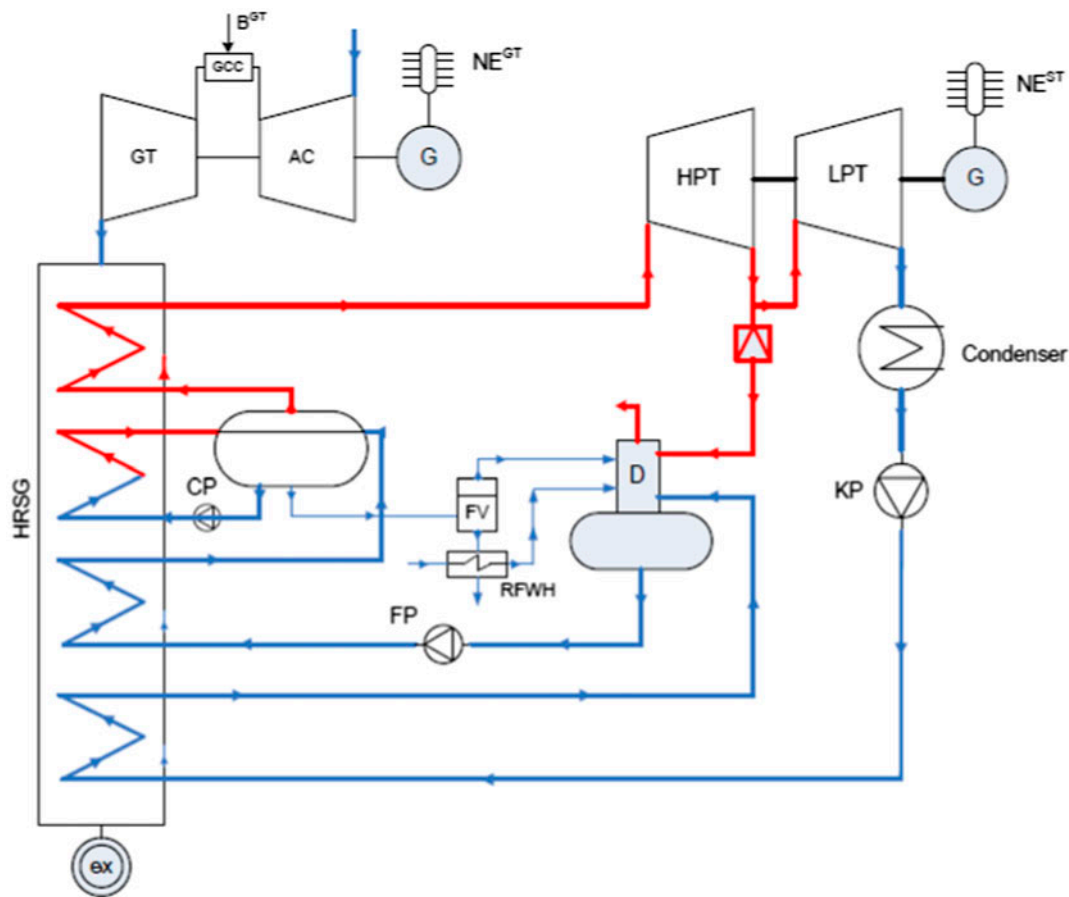 B^GT
GCC
NE^GT
NE^ST
GT
AC
G
HPT
LPT
G
Condenser
HRSG
CP
FV
D
KP
RFWH
FP
ex